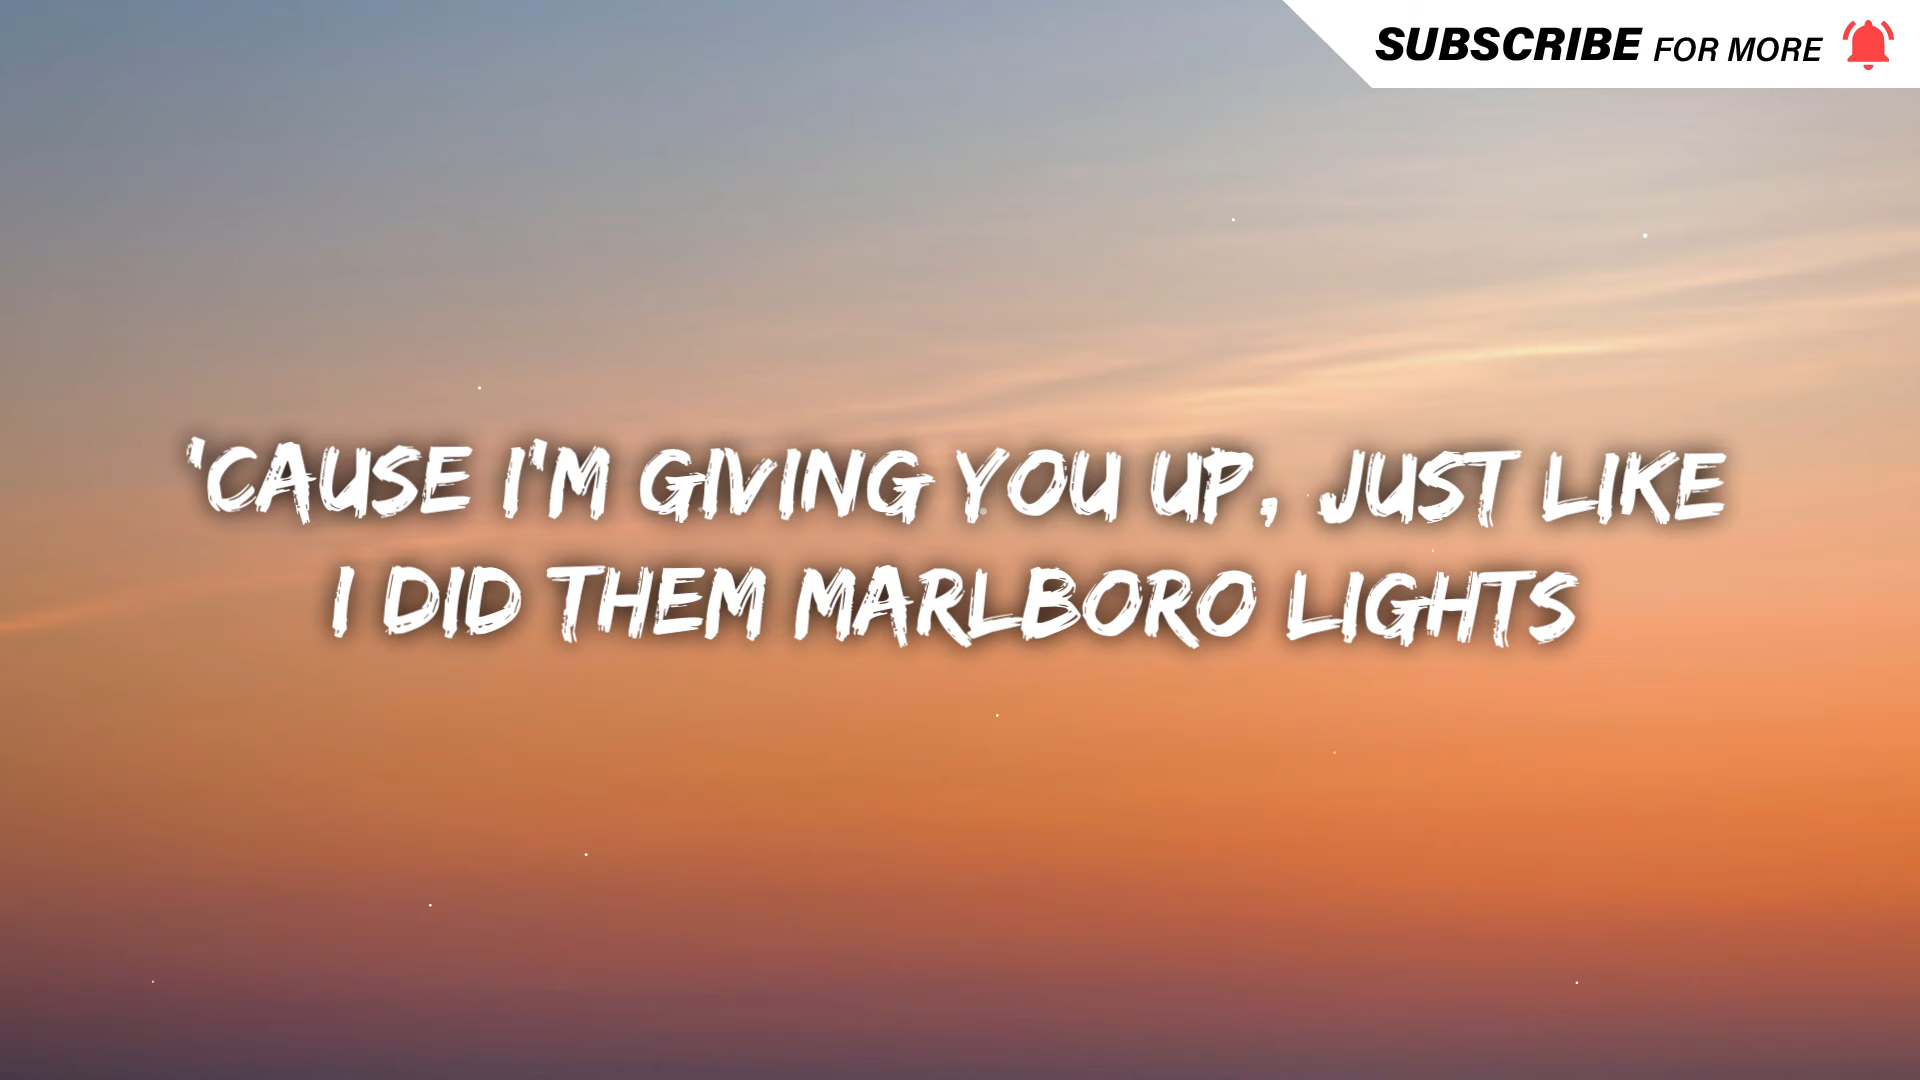 SUBSCRIBE FOR MORE
'CAUSE I'M GIVING YOU UP, JUST LIKE
I DID THEM MARLBORO LIGHTS